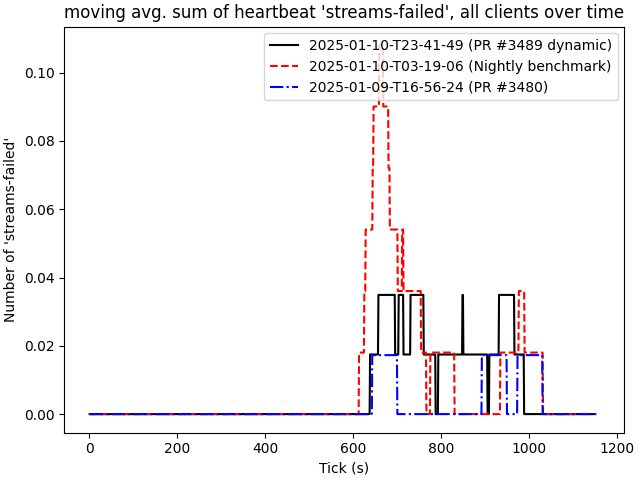 moving avg. sum of heartbeat 'streams-failed', all clients over time
2025-01-10-T23-41-49 (PR #3489 dynamic)
2025-01-10-T03-19-06 (Nightly benchmark)
2025-01-09-T16-56-24 (PR #3480)
Number of 'streams-failed'
0.10
0.08
0.06
0.04
0.02
0.00
0 200 400 600 800 1000 1200
Tick (s)